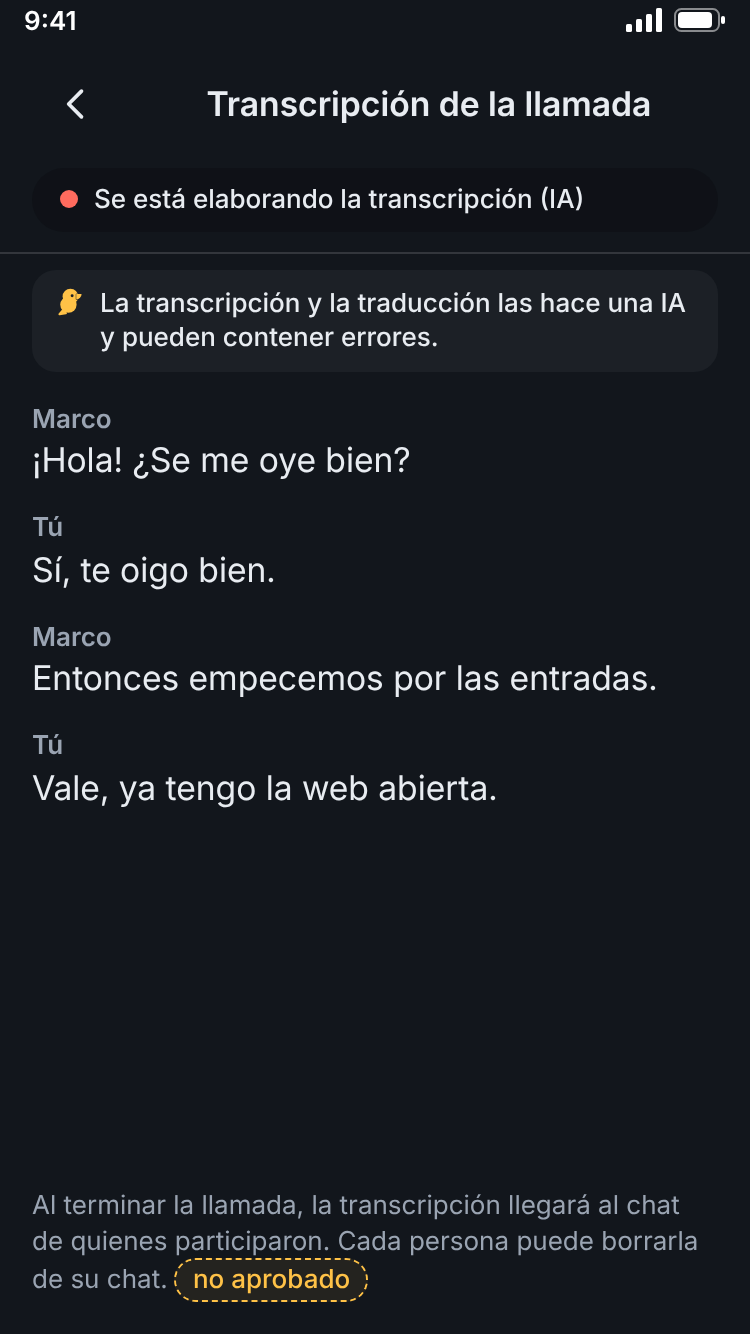 9:41
Transcripción de la llamada
Se está elaborando la transcripción (IA)
La transcripción y la traducción las hace una IA
y pueden contener errores.
Marco
¡Hola! ¿Se me oye bien?
Tú
Sí, te oigo bien.
Marco
Entonces empecemos por las entradas.
Tú
Vale, ya tengo la web abierta.
Al terminar la llamada, la transcripción llegará al chat
de quienes participaron. Cada persona puede borrarla
de su chat. no aprobado